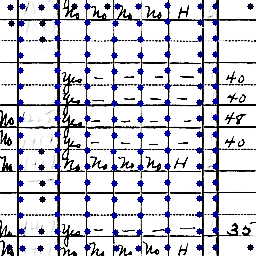 No No No No H
Yes - - - - 40
Yes - - - - 40
No Yes - - - - 48
No Yes - - - - 40
No No No No No H
No Yes - - - - 35
No No No No No H